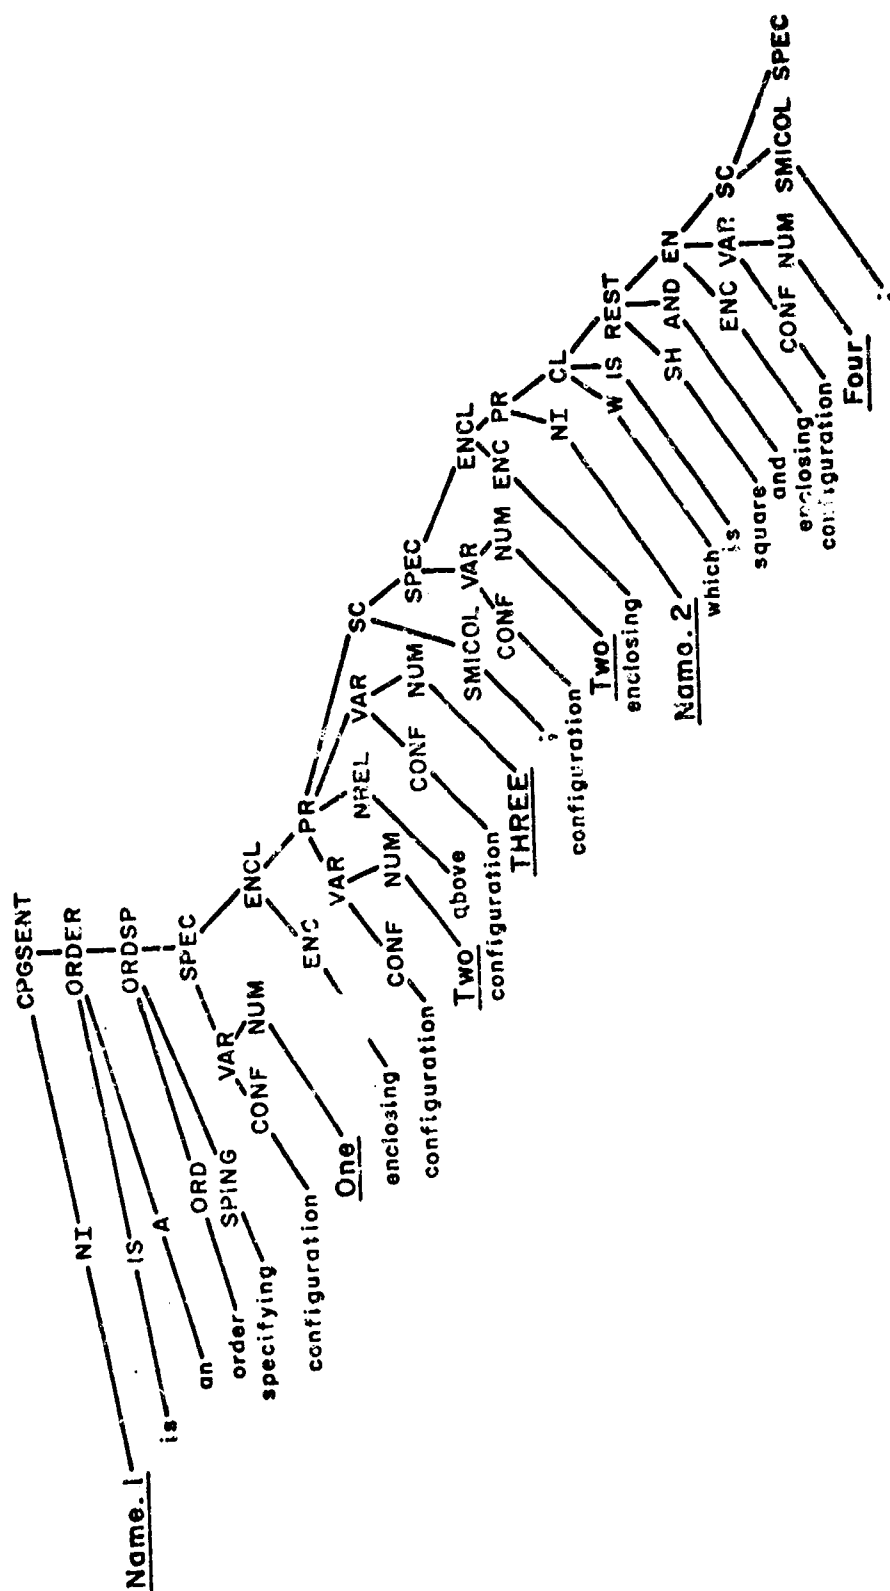 CPGSENT
NI
ORDER
Name. 1
IS
A
ORDSP
is
ORD
SPING
SPEC
an
order
specifying
VAR
ENCL
CONF
NUM
configuration
One
ENC
PR
enclosing
VAR
NREL
VAR
SC
configuration
CONF
NUM
CONF
NUM
SMICOL
SPEC
Two
above
configuration
THREE
;
VAR
ENCL
CONF
NUM
ENC
PR
configuration
Two
enclosing
NI
CL
Name. 2
W
IS
REST
which
is
SH
AND
EN
square
and
ENC
VAR
SC
enclosing
CONF
NUM
SMICOL
SPEC
configuration
Four
;